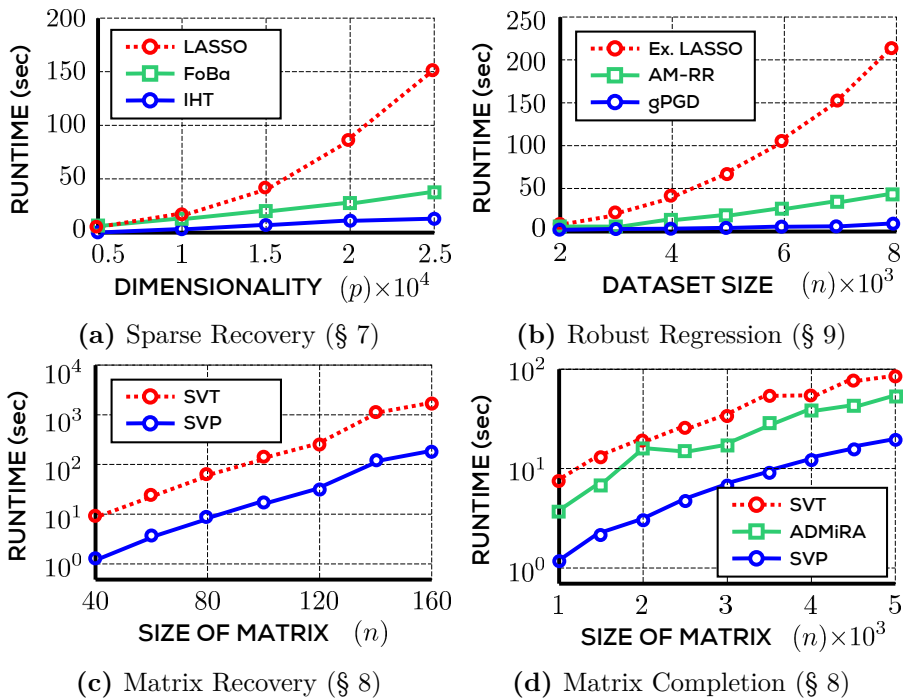 RUNTIME (sec)
200
150
100
50
0
LASSO
FoBa
IHT
0.5 1 1.5 2 2.5
DIMENSIONALITY (p)×10^4
(a) Sparse Recovery (§ 7)
RUNTIME (sec)
250
200
150
100
50
0
Ex. LASSO
AM-RR
gPGD
2 4 6 8
DATASET SIZE (n)×10^3
(b) Robust Regression (§ 9)
RUNTIME (sec)
10^4
10^3
10^2
10^1
10^0
SVT
SVP
40 80 120 160
SIZE OF MATRIX (n)
(c) Matrix Recovery (§ 8)
RUNTIME (sec)
10^2
10^1
10^0
SVT
ADMiRA
SVP
1 2 3 4 5
SIZE OF MATRIX (n)×10^3
(d) Matrix Completion (§ 8)